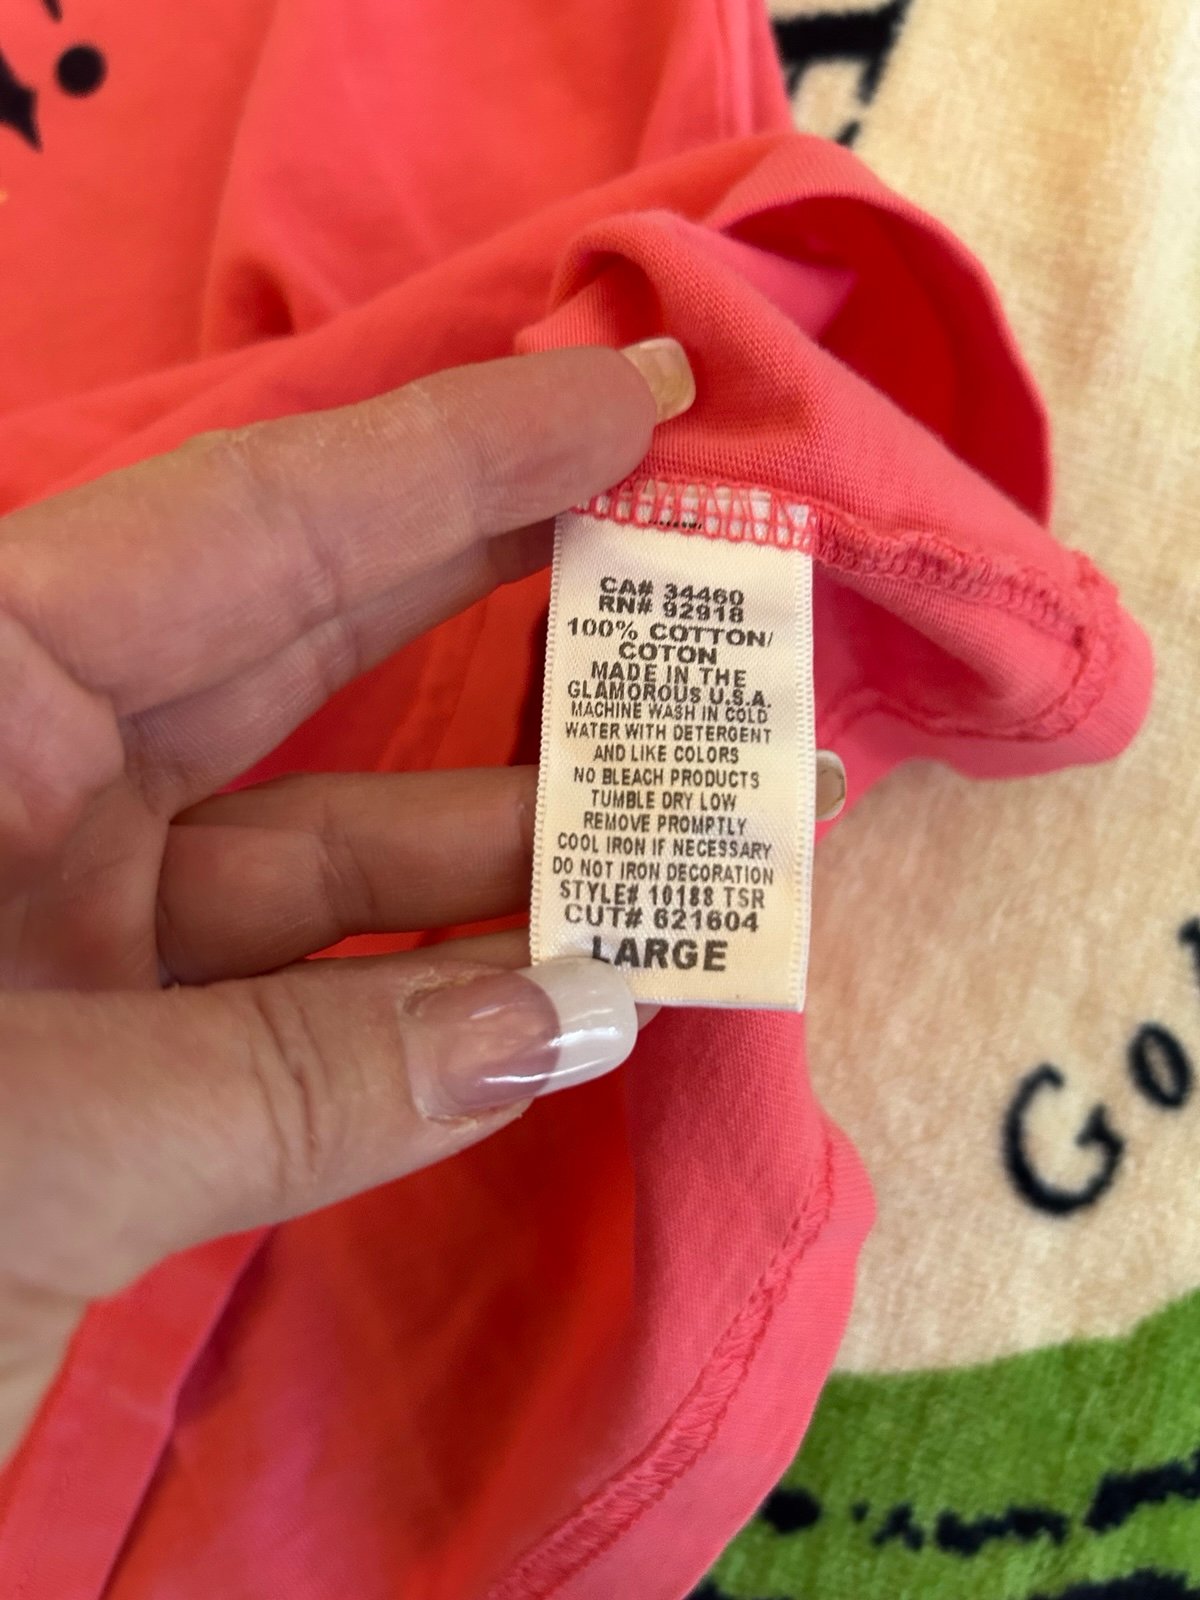 CA# 34460
RN# 92918
100% COTTON/
COTON
MADE IN THE
GLAMOROUS U.S.A.
MACHINE WASH IN COLD
WATER WITH DETERGENT
AND LIKE COLORS
NO BLEACH PRODUCTS
TUMBLE DRY LOW
REMOVE PROMPTLY
COOL IRON IF NECESSARY
DO NOT IRON DECORATION
STYLE# 10188 TSR
CUT# 621604
LARGE